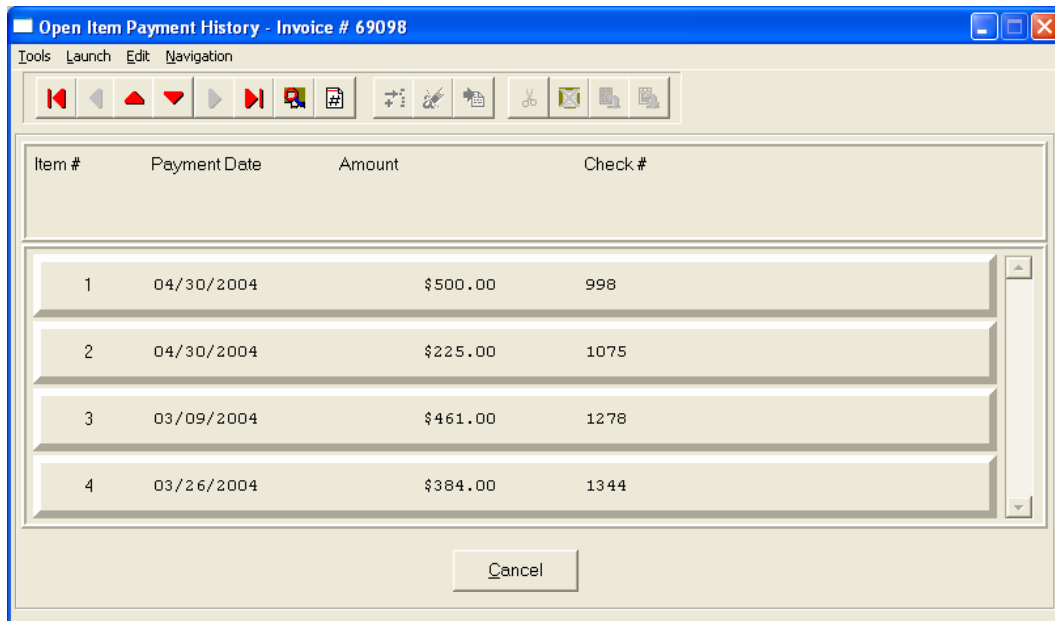 Open Item Payment History - Invoice # 69098
Tools Launch Edit Navigation
Item # Payment Date Amount Check #
1 04/30/2004 $500.00 998
2 04/30/2004 $225.00 1075
3 03/09/2004 $461.00 1278
4 03/26/2004 $384.00 1344
Cancel